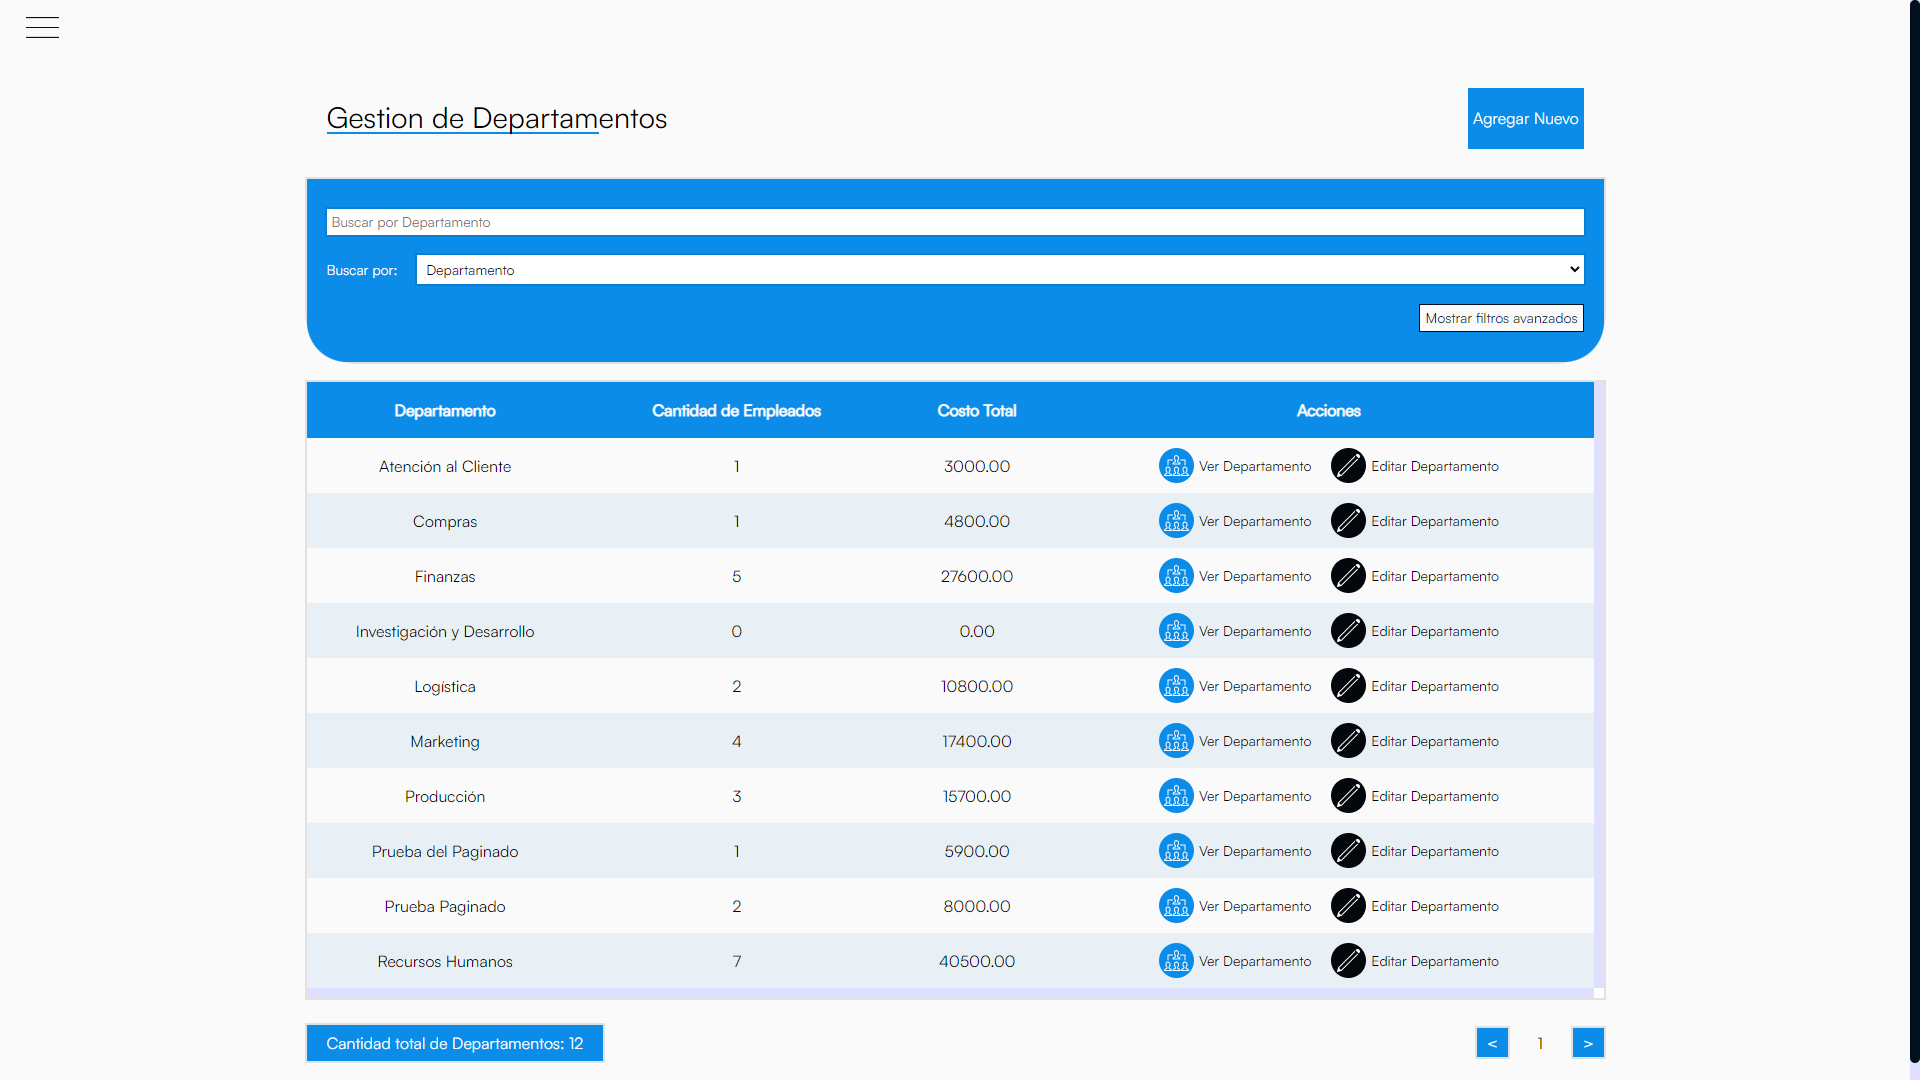 Gestion de Departamentos
Agregar Nuevo
Buscar por Departamento
Buscar por: Departamento
Mostrar filtros avanzados
Departamento Cantidad de Empleados Costo Total Acciones
Atención al Cliente 1 3000.00 Ver Departamento Editar Departamento
Compras 1 4800.00 Ver Departamento Editar Departamento
Finanzas 5 27600.00 Ver Departamento Editar Departamento
Investigación y Desarrollo 0 0.00 Ver Departamento Editar Departamento
Logística 2 10800.00 Ver Departamento Editar Departamento
Marketing 4 17400.00 Ver Departamento Editar Departamento
Producción 3 15700.00 Ver Departamento Editar Departamento
Prueba del Paginado 1 5900.00 Ver Departamento Editar Departamento
Prueba Paginado 2 8000.00 Ver Departamento Editar Departamento
Recursos Humanos 7 40500.00 Ver Departamento Editar Departamento
Cantidad total de Departamentos: 12 < 1 >